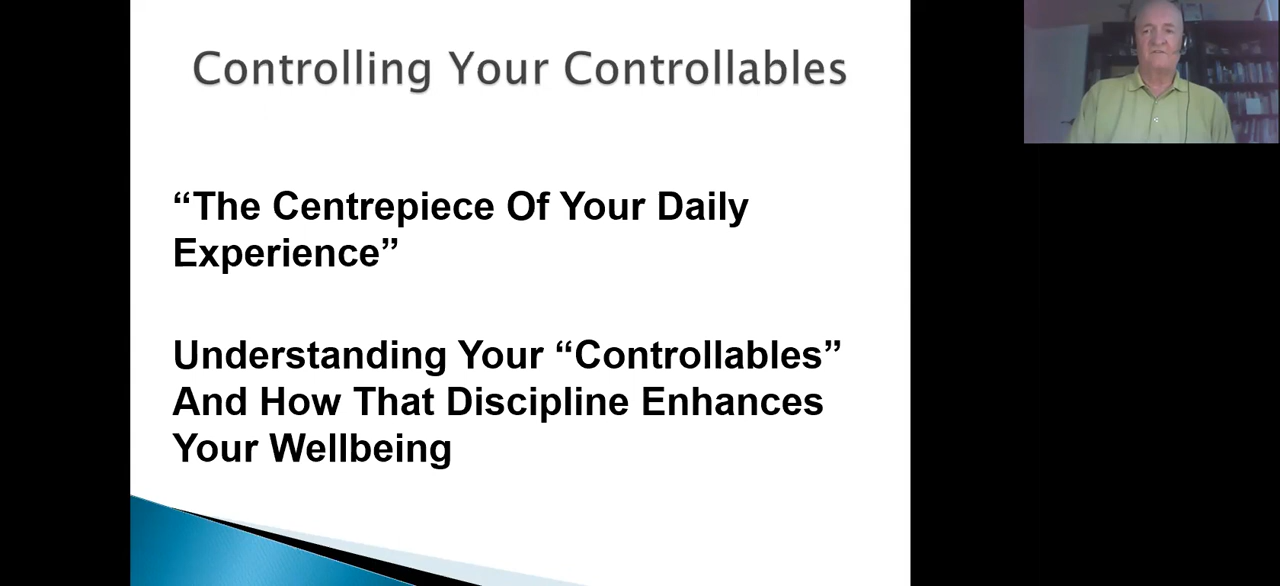 Controlling Your Controllables
“The Centrepiece Of Your Daily
Experience”
Understanding Your “Controllables”
And How That Discipline Enhances
Your Wellbeing